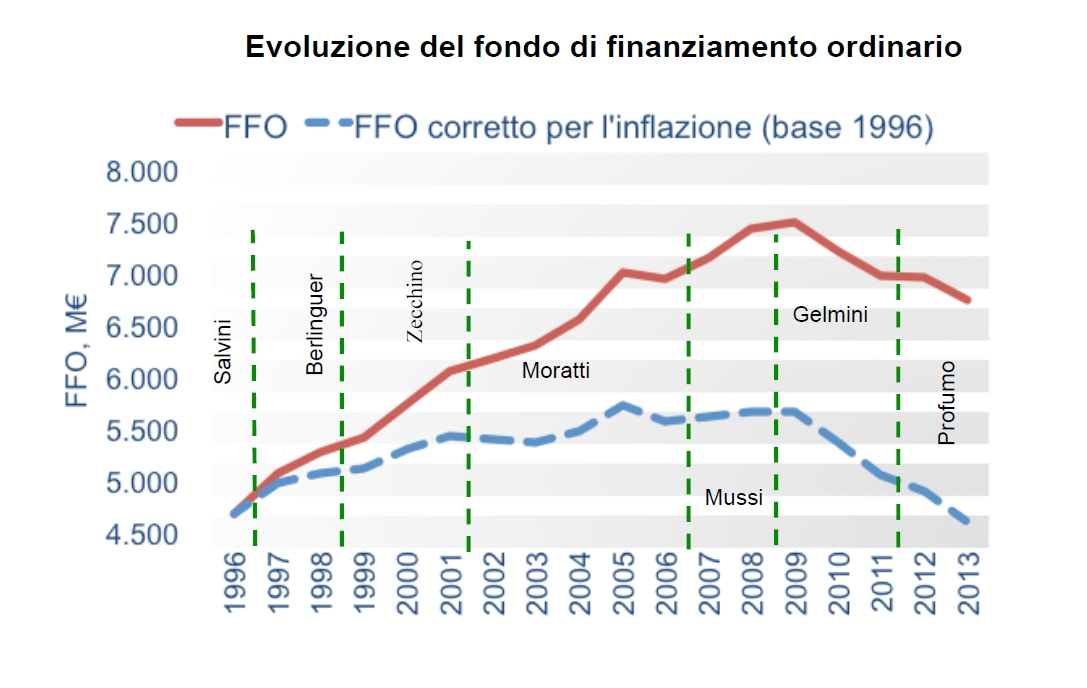 Evoluzione del fondo di finanziamento ordinario
FFO FFO corretto per l'inflazione (base 1996)
8.000
7.500
7.000
6.500
6.000
5.500
5.000
4.500
FFO, M€
Salvini
Berlinguer
Zecchino
Moratti
Mussi
Gelmini
Profumo
1996
1997
1998
1999
2000
2001
2002
2003
2004
2005
2006
2007
2008
2009
2010
2011
2012
2013